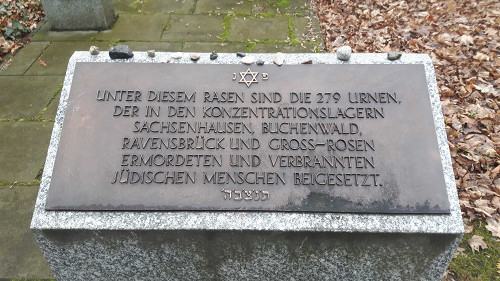 פ נ
UNTER DIESEM RASEN SIND DIE 279 URNEN,
DER IN DEN KONZENTRATIONSLAGERN
SACHSENHAUSEN, BUCHENWALD,
RAVENSBRÜCK UND GROSS-ROSEN
ERMORDETEN UND VERBRANNTEN
JÜDISCHEN MENSCHEN BEIGESETZT.
תנצבה